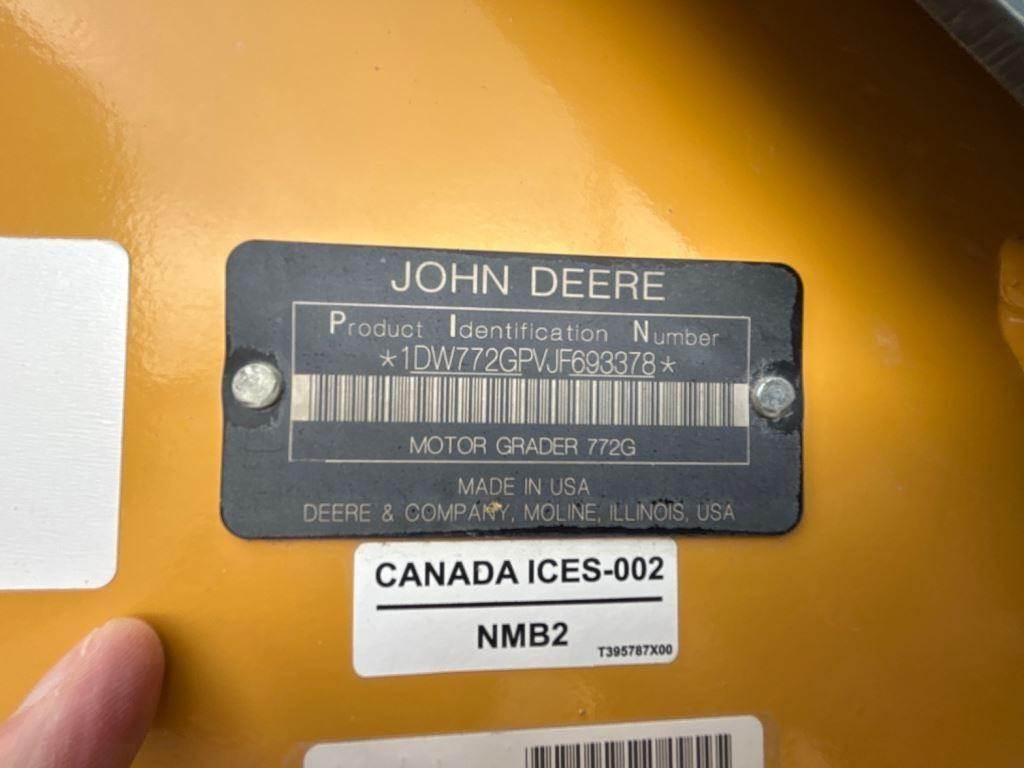 JOHN DEERE
Product Identification Number
*1DW772GPVJF693378*
MOTOR GRADER 772G
MADE IN USA
DEERE & COMPANY, MOLINE, ILLINOIS, USA
CANADA ICES-002
NMB2
T395787X00